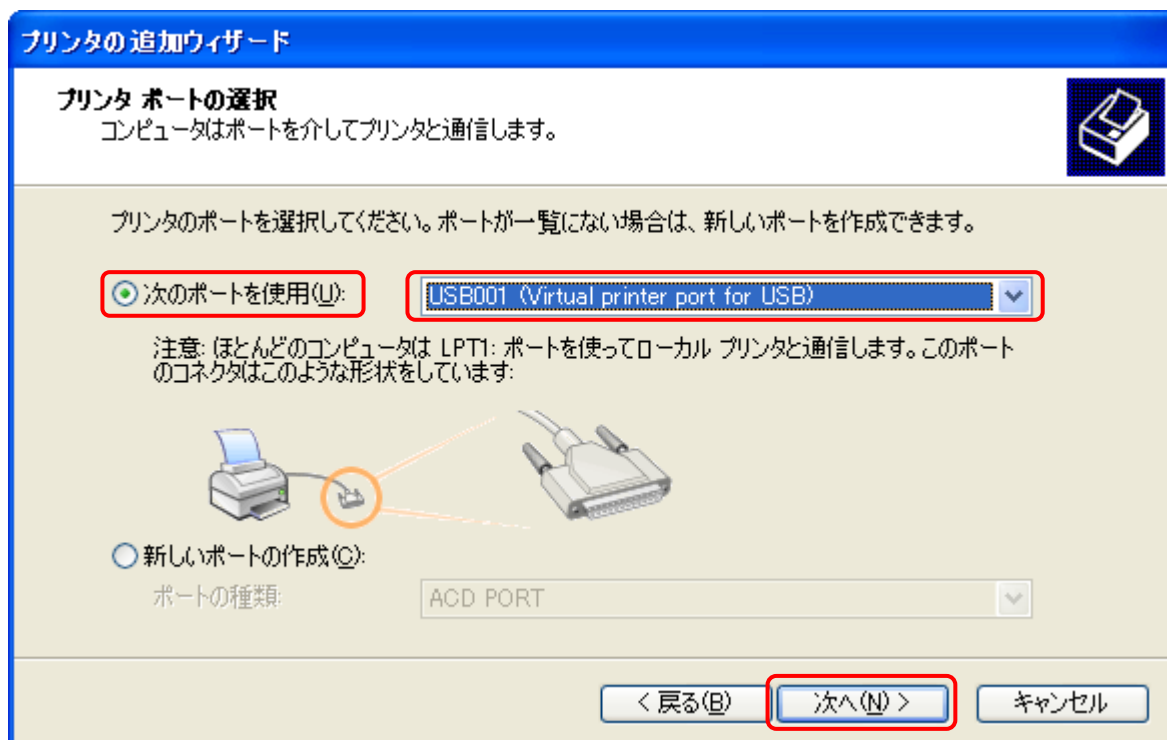 プリンタの追加ウィザード
プリンタ ポートの選択
コンピュータはポートを介してプリンタと通信します。
プリンタのポートを選択してください。ポートが一覧にない場合は、新しいポートを作成できます。
次のポートを使用(U): USB001 (Virtual printer port for USB)
注意: ほとんどのコンピュータは LPT1: ポートを使ってローカル プリンタと通信します。このポート
のコネクタはこのような形状をしています:
新しいポートの作成(C):
ポートの種類: ACD PORT
< 戻る(B) 次へ(N) > キャンセル